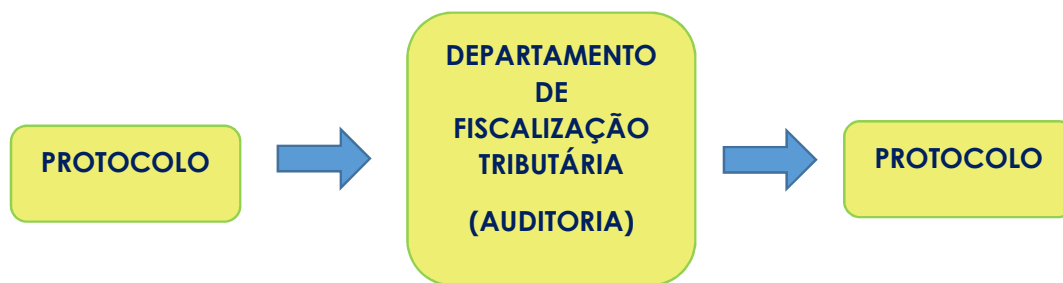 PROTOCOLO
DEPARTAMENTO
DE
FISCALIZAÇÃO
TRIBUTÁRIA
(AUDITORIA)
PROTOCOLO